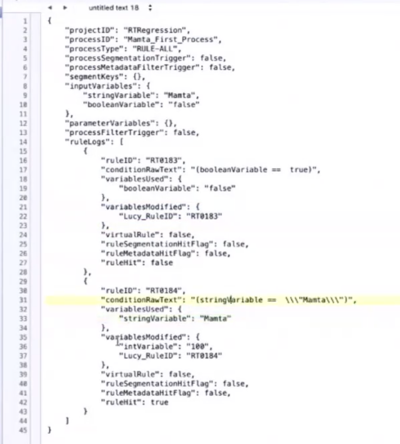 untitled text 18
1 {
2 "projectID": "RTRegression",
3 "processID": "Mamta_First_Process",
4 "processType": "RULE-ALL",
5 "processSegmentationTrigger": false,
6 "processMetadataFilterTrigger": false,
7 "segmentKeys": {},
8 "inputVariables": {
9 "stringVariable": "Mamta",
10 "booleanVariable": "false"
11 },
12 "parameterVariables": {},
13 "processFilterTrigger": false,
14 "ruleLogs": [
15 {
16 "ruleID": "RT0183",
17 "conditionRawText": "(booleanVariable ==  true)",
18 "variablesUsed": {
19 "booleanVariable": "false"
20 },
21 "variablesModified": {
22 "Lucy_RuleID": "RT0183"
23 },
24 "virtualRule": false,
25 "ruleSegmentationHitFlag": false,
26 "ruleMetadataHitFlag": false,
27 "ruleHit": false
28 },
29 {
30 "ruleID": "RT0184",
31 "conditionRawText": "(stringVariable ==  \\\"Mamta\\\")",
32 "variablesUsed": {
33 "stringVariable": "Mamta"
34 },
35 "variablesModified": {
36 "intVariable": "100",
37 "Lucy_RuleID": "RT0184"
38 },
39 "virtualRule": false,
40 "ruleSegmentationHitFlag": false,
41 "ruleMetadataHitFlag": false,
42 "ruleHit": true
43 }
44 ]
45 }